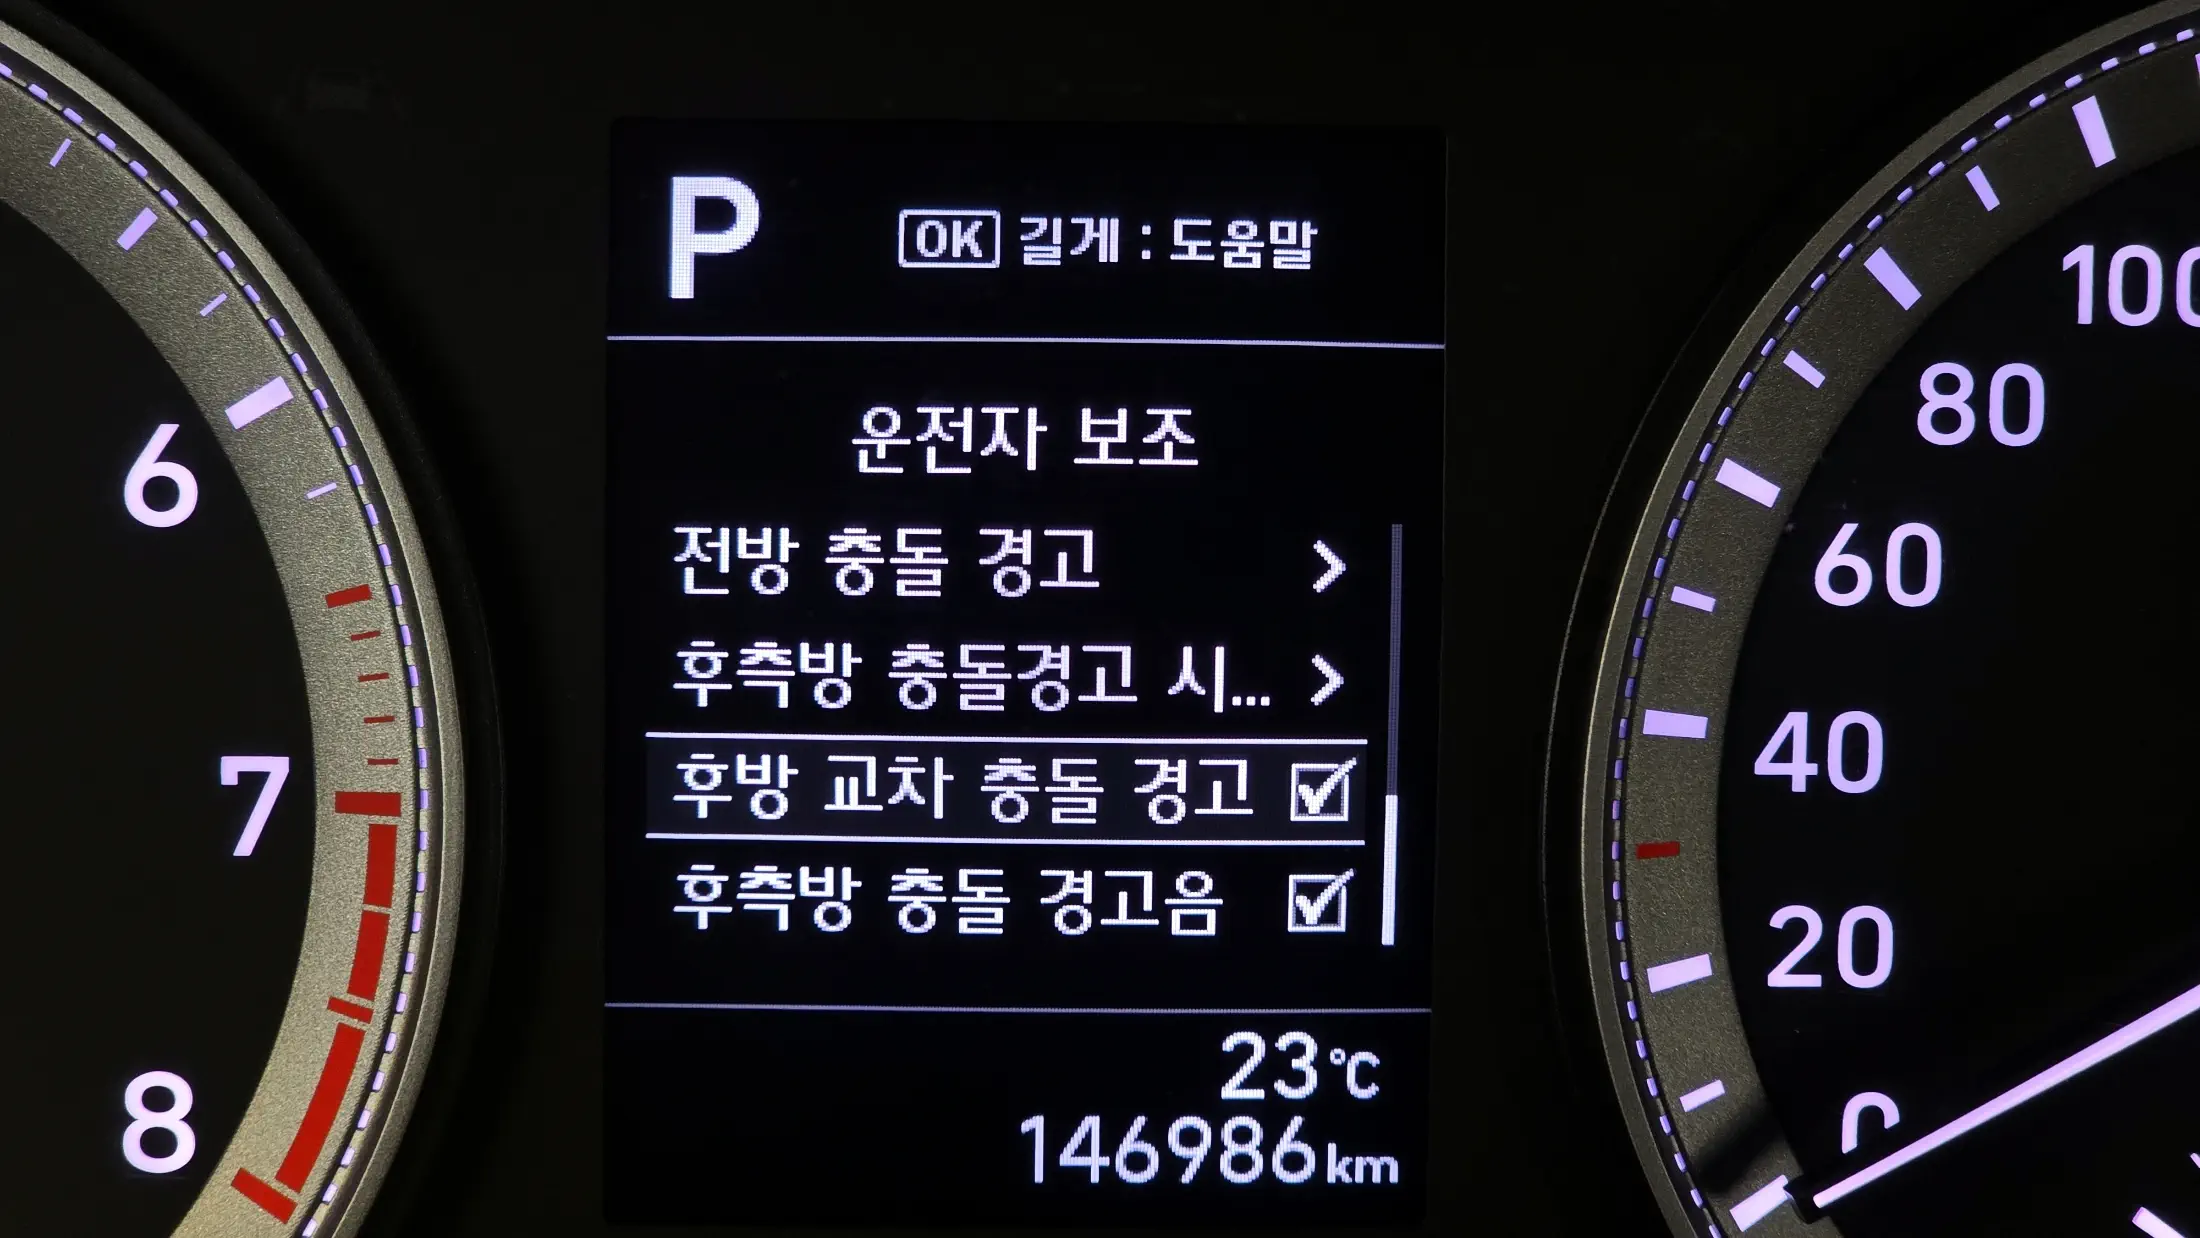 P
OK 길게 : 도움말
운전자 보조
전방 충돌 경고 >
후측방 충돌경고 시... >
후방 교차 충돌 경고
후측방 충돌 경고음
23°C
146986km
6
7
8
100
80
60
40
20
0